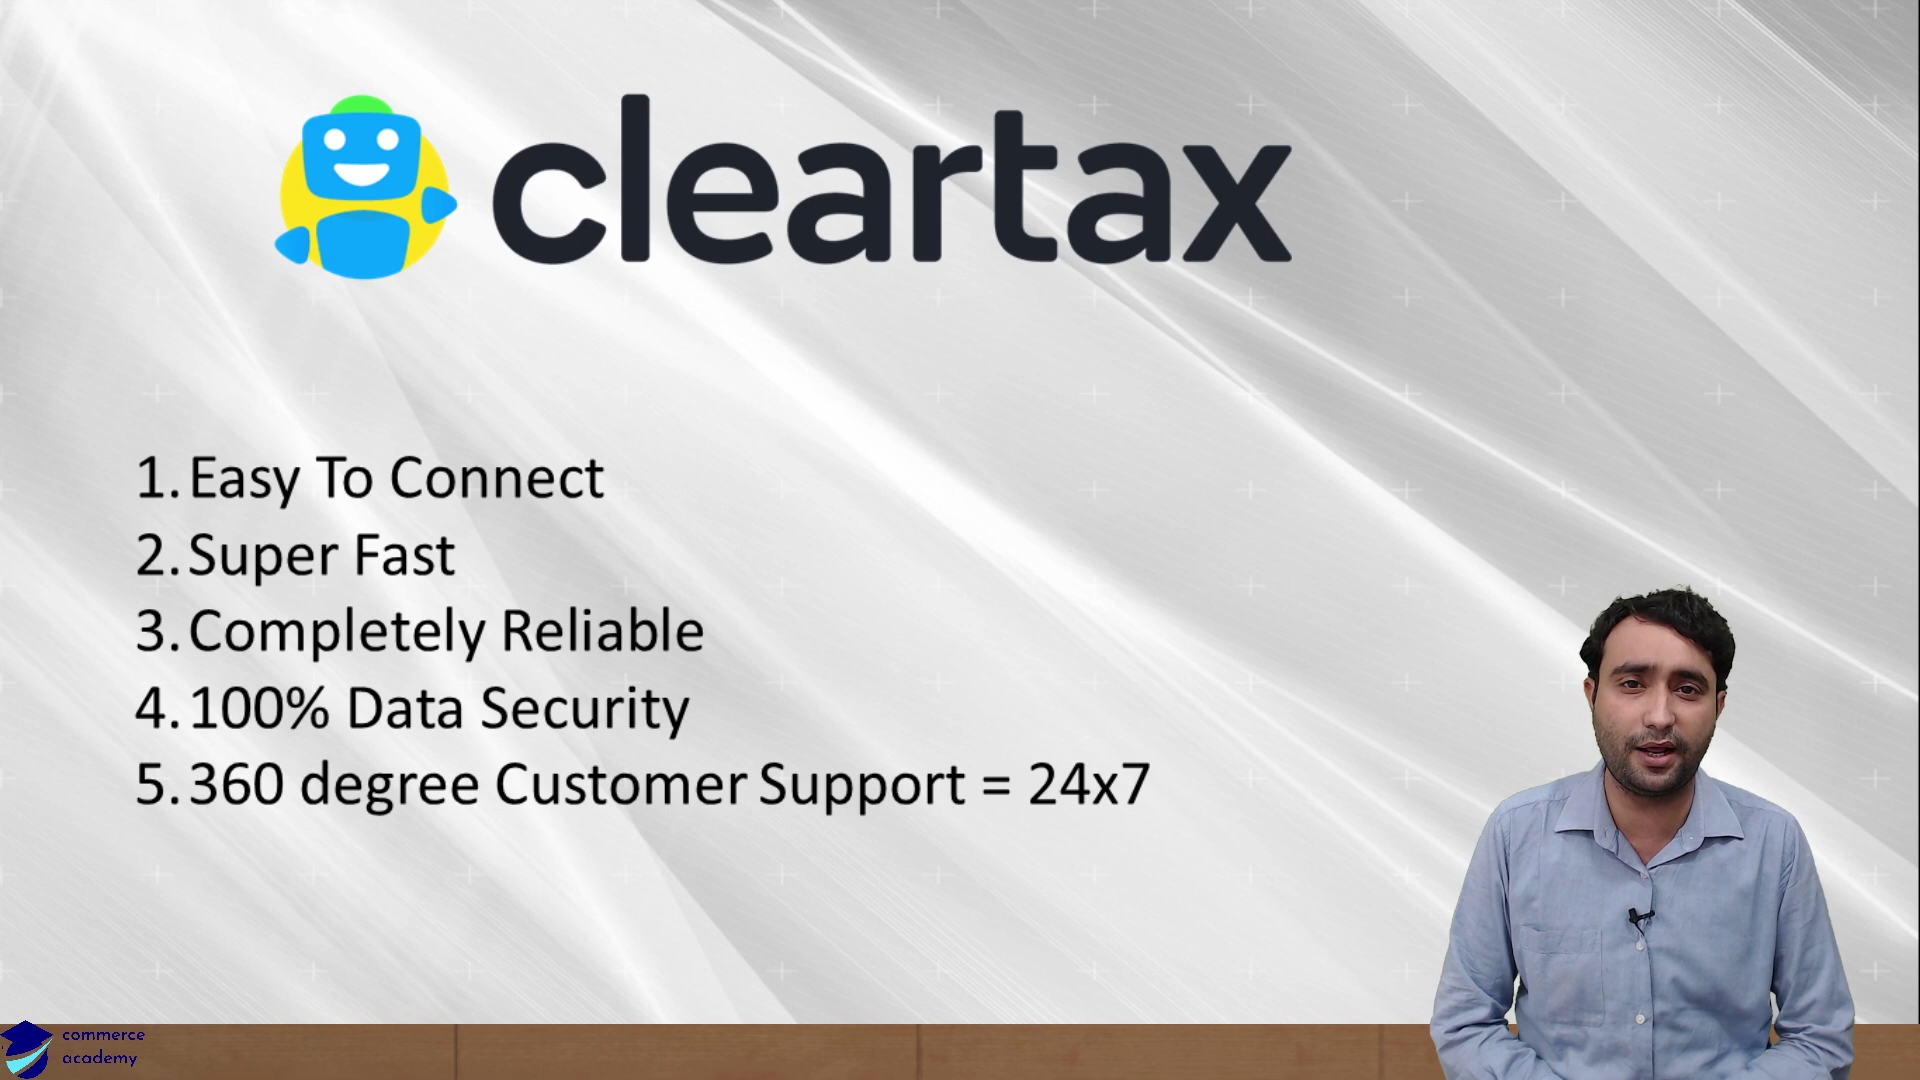 cleartax
1. Easy To Connect
2. Super Fast
3. Completely Reliable
4. 100% Data Security
5. 360 degree Customer Support = 24x7
commerce
academy